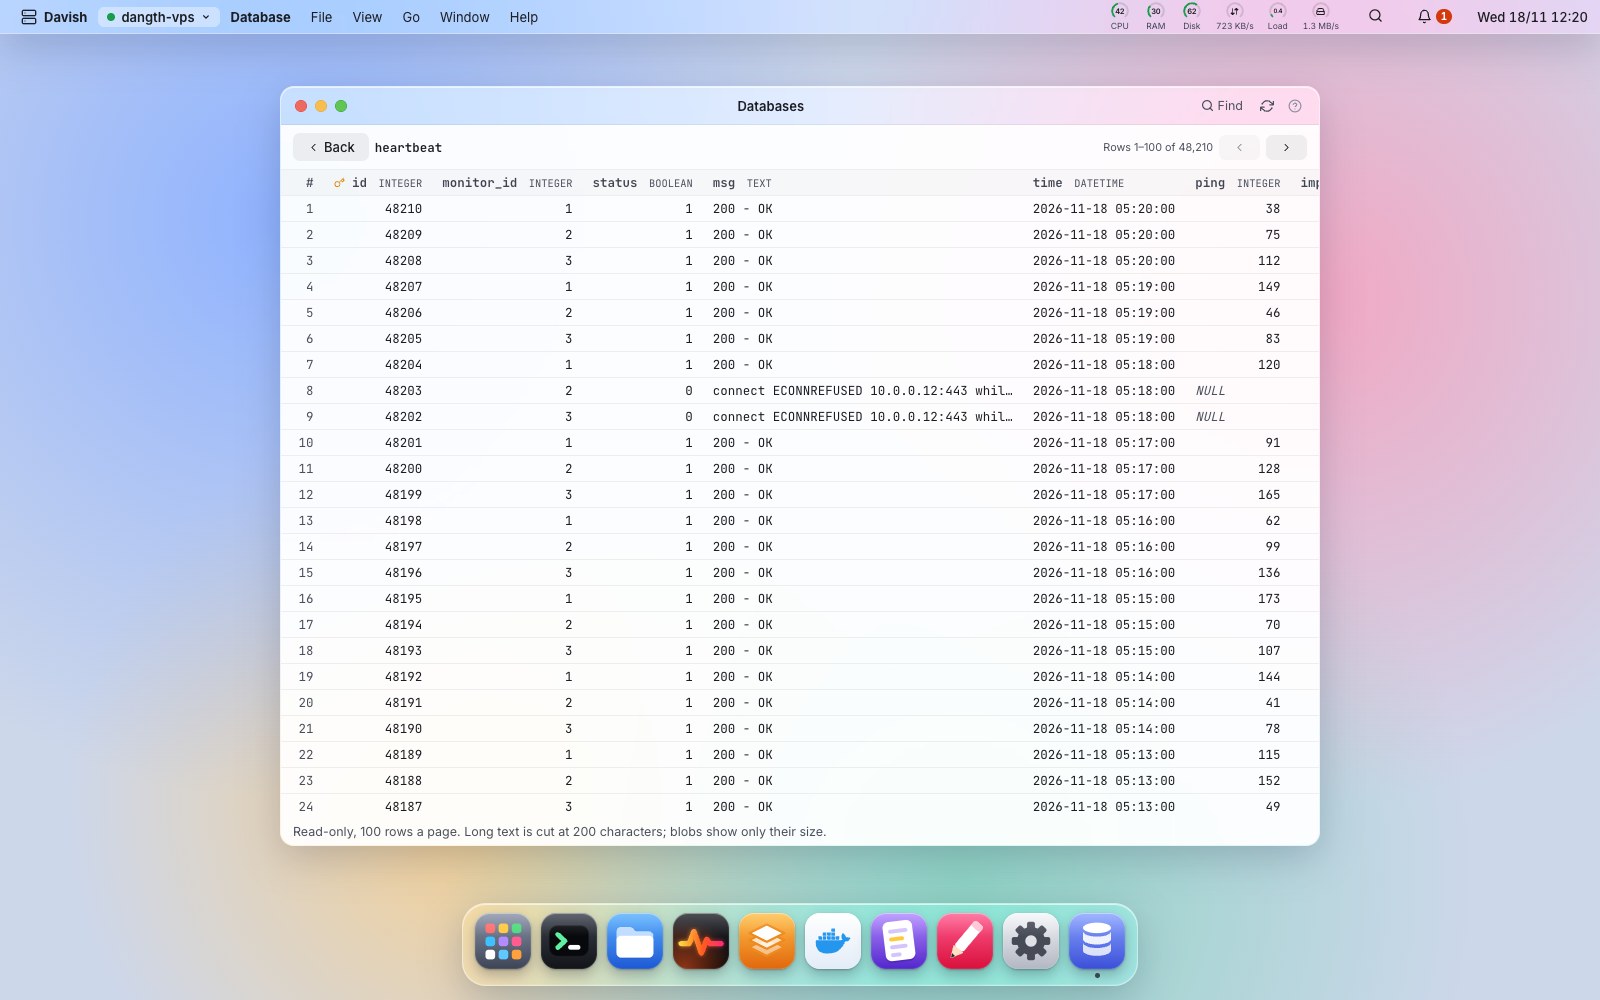 Davish dangth-vps Database File View Go Window Help 42 CPU 30 RAM 62 Disk 723 KB/s 0.4 Load 1.3 MB/s 1 Wed 18/11 12:20
Databases Find
Back heartbeat Rows 1–100 of 48,210
# id INTEGER monitor_id INTEGER status BOOLEAN msg TEXT time DATETIME ping INTEGER imp
1 48210 1 1 200 - OK 2026-11-18 05:20:00 38
2 48209 2 1 200 - OK 2026-11-18 05:20:00 75
3 48208 3 1 200 - OK 2026-11-18 05:20:00 112
4 48207 1 1 200 - OK 2026-11-18 05:19:00 149
5 48206 2 1 200 - OK 2026-11-18 05:19:00 46
6 48205 3 1 200 - OK 2026-11-18 05:19:00 83
7 48204 1 1 200 - OK 2026-11-18 05:18:00 120
8 48203 2 0 connect ECONNREFUSED 10.0.0.12:443 whil… 2026-11-18 05:18:00 NULL
9 48202 3 0 connect ECONNREFUSED 10.0.0.12:443 whil… 2026-11-18 05:18:00 NULL
10 48201 1 1 200 - OK 2026-11-18 05:17:00 91
11 48200 2 1 200 - OK 2026-11-18 05:17:00 128
12 48199 3 1 200 - OK 2026-11-18 05:17:00 165
13 48198 1 1 200 - OK 2026-11-18 05:16:00 62
14 48197 2 1 200 - OK 2026-11-18 05:16:00 99
15 48196 3 1 200 - OK 2026-11-18 05:16:00 136
16 48195 1 1 200 - OK 2026-11-18 05:15:00 173
17 48194 2 1 200 - OK 2026-11-18 05:15:00 70
18 48193 3 1 200 - OK 2026-11-18 05:15:00 107
19 48192 1 1 200 - OK 2026-11-18 05:14:00 144
20 48191 2 1 200 - OK 2026-11-18 05:14:00 41
21 48190 3 1 200 - OK 2026-11-18 05:14:00 78
22 48189 1 1 200 - OK 2026-11-18 05:13:00 115
23 48188 2 1 200 - OK 2026-11-18 05:13:00 152
24 48187 3 1 200 - OK 2026-11-18 05:13:00 49
Read-only, 100 rows a page. Long text is cut at 200 characters; blobs show only their size.